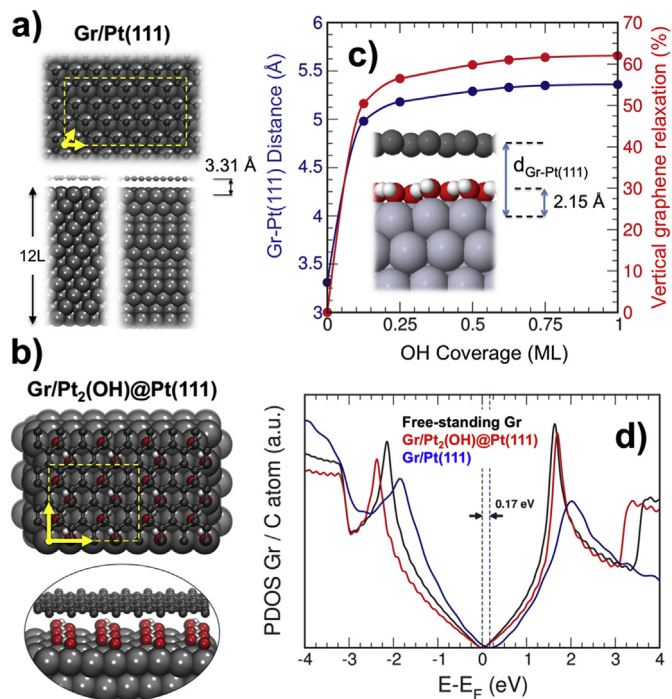 a)
Gr/Pt(111)
3.31 Å
12L
b)
Gr/Pt₂(OH)@Pt(111)
c)
Gr-Pt(111) Distance (Å)
6
5.5
5
4.5
4
3.5
3
Vertical graphene relaxation (%)
70
60
50
40
30
20
10
0
d_Gr-Pt(111)
2.15 Å
0
0.25
0.50
0.75
1
OH Coverage (ML)
d)
PDOS Gr / C atom (a.u.)
Free-standing Gr
Gr/Pt₂(OH)@Pt(111)
Gr/Pt(111)
0.17 eV
-4 -3 -2 -1 0 1 2 3 4
E-E_F (eV)